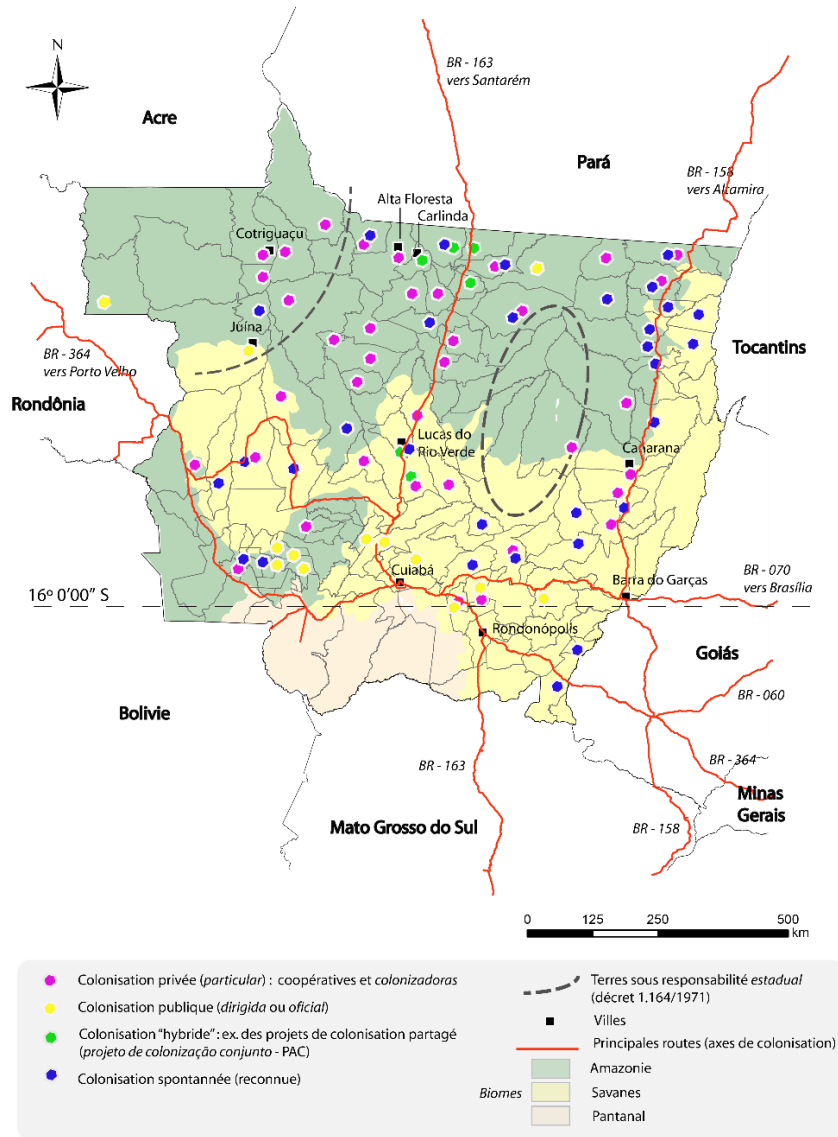 N
BR - 163
vers Santarém
Acre
Pará
BR - 158
vers Altamira
Alta Floresta
Carlinda
Cotriguaçu
Juína
BR - 364
vers Porto Velho
Tocantins
Rondônia
Lucas do
Rio Verde
Canarana
Cuiabá
Barra do Garças
BR - 070
vers Brasília
16º 0'00'' S
Rondonópolis
Goiás
BR - 060
Bolivie
BR - 163
BR - 364
Minas
Gerais
Mato Grosso do Sul
BR - 158
0 125 250 500
km
Colonisation privée (particular) : coopératives et colonizadoras
Colonisation publique (dirigida ou oficial)
Colonisation "hybride" : ex. des projets de colonisation partagé
(projeto de colonização conjunto - PAC)
Colonisation spontannée (reconnue)
Terres sous responsabilité estadual
(décret 1.164/1971)
Villes
Principales routes (axes de colonisation)
Amazonie
Biomes Savanes
Pantanal